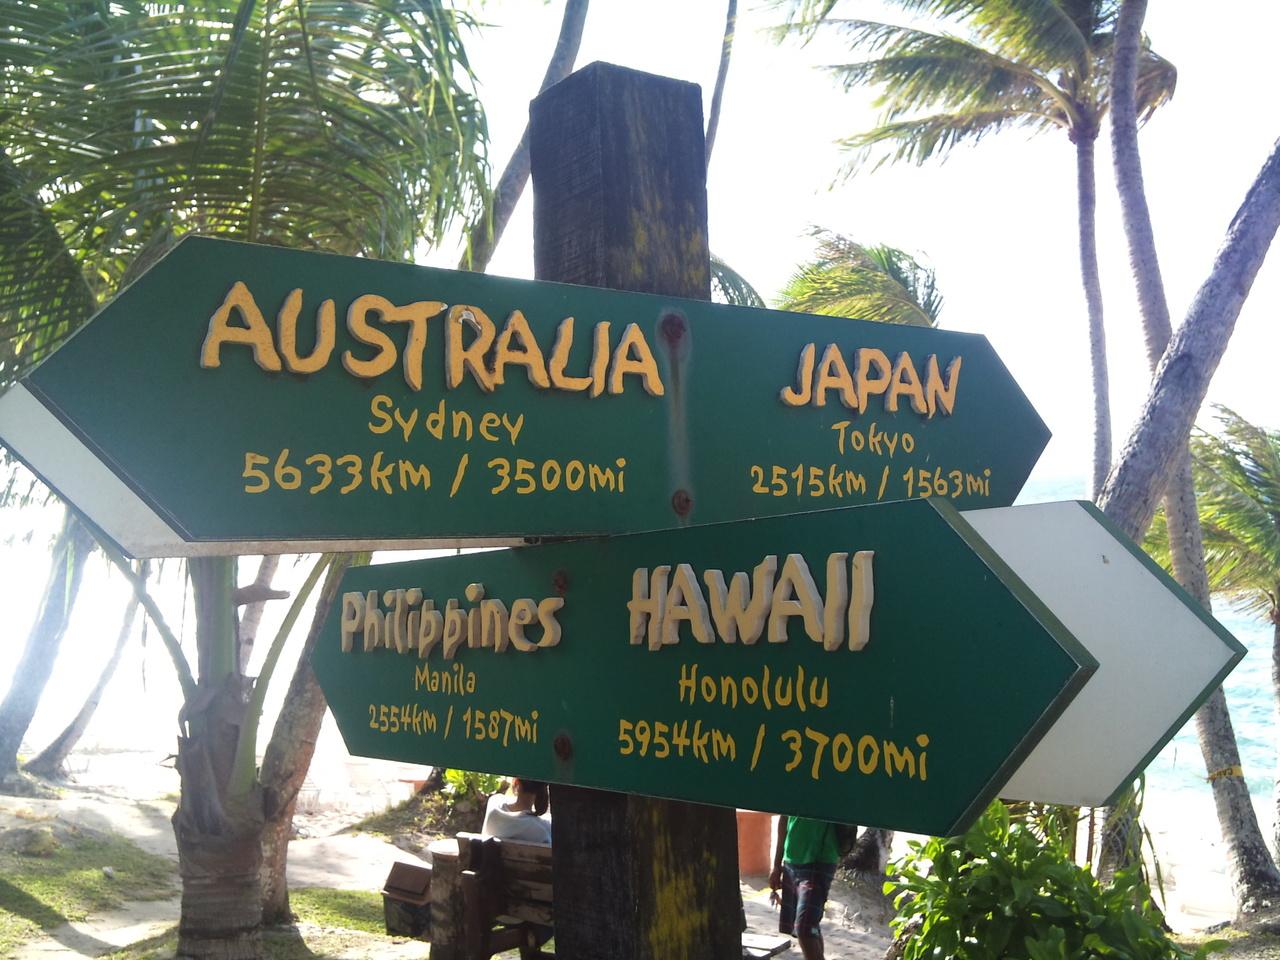 AUSTRALIA
Sydney
5633km / 3500mi
JAPAN
Tokyo
2515km / 1563mi
Philippines
Manila
2554km / 1587mi
HAWAII
Honolulu
5954km / 3700mi